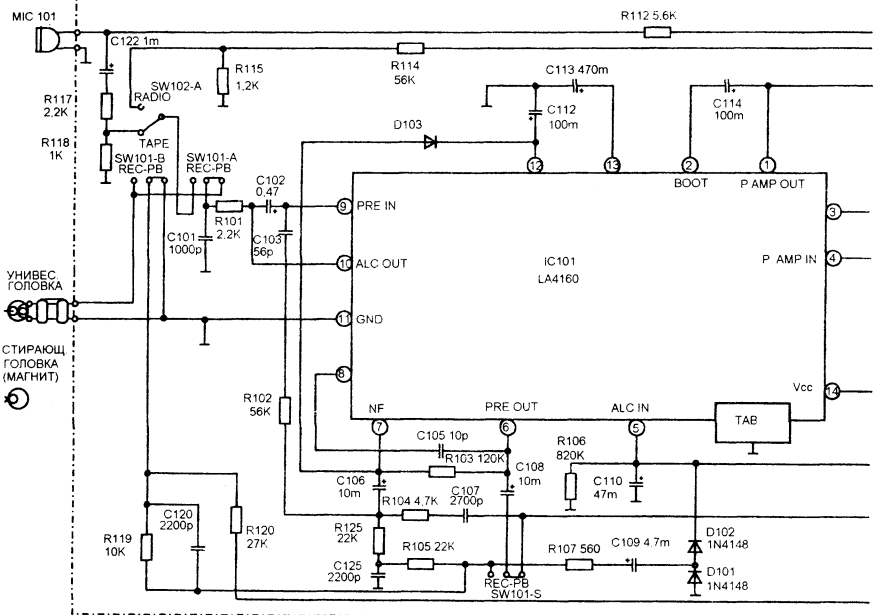 MIC 101
R112 5,6K
C122 1m
R115
1,2K
R114
56K
C113 470m
SW102-A
RADIO
R117
2,2K
C112
100m
C114
100m
D103
R118
1K
TAPE
SW101-B
REC-PB
SW101-A
REC-PB
12
13
2
1
BOOT
P AMP OUT
C102
0,47
9
PRE IN
3
R101
2,2K
C101
1000p
C103
56p
IC101
LA4160
P AMP IN
4
10
ALC OUT
УНИВЕС.
ГОЛОВКА
11
GND
СТИРАЮЩ.
ГОЛОВКА
(МАГНИТ)
8
Vcc
14
R102
56K
NF
PRE OUT
ALC IN
TAB
7
6
5
C105 10p
R103 120K
R106
820K
C106
10m
C108
10m
C110
47m
R104 4,7K
C107
2700p
C120
2200p
R120
27K
R125
22K
R119
10K
R105 22K
R107 560
C109 4,7m
D102
1N4148
C125
2200p
REC-PB
SW101-S
D101
1N4148